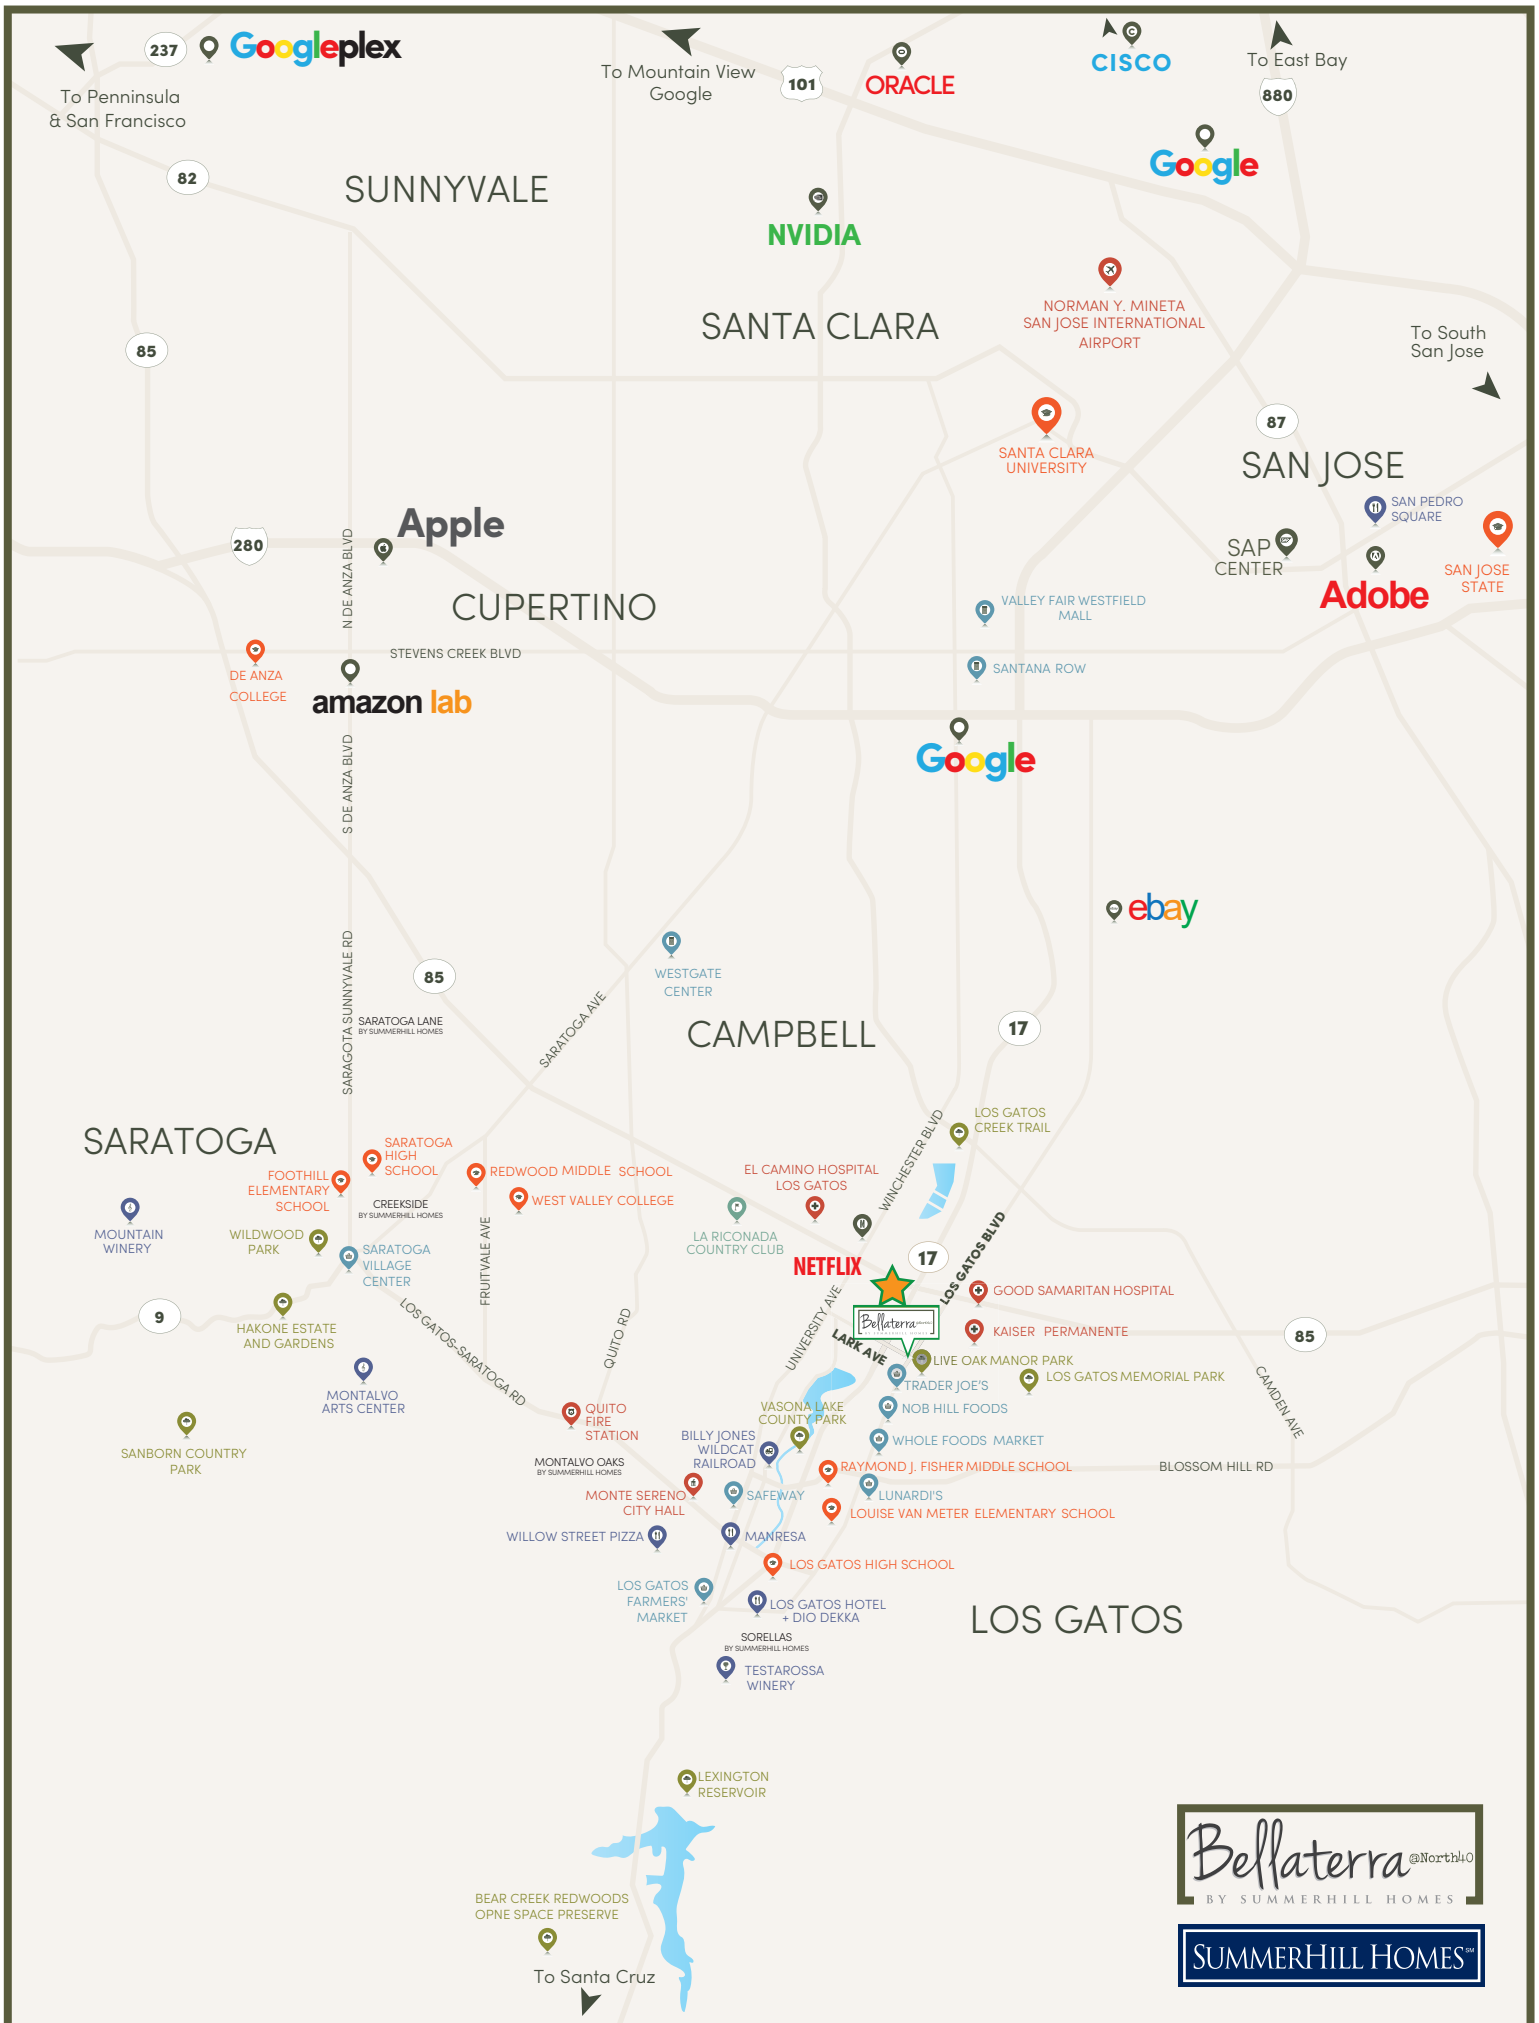 237
Googleplex
To Penninsula
& San Francisco
To Mountain View
Google
101
ORACLE
CISCO
To East Bay
880
Google
82
SUNNYVALE
NVIDIA
NORMAN Y. MINETA
SAN JOSE INTERNATIONAL
AIRPORT
SANTA CLARA
To South
San Jose
85
87
SANTA CLARA
UNIVERSITY
SAN JOSE
SAN PEDRO
SQUARE
Apple
280
N DE ANZA BLVD
SAP
CENTER
Adobe
SAN JOSE
STATE
CUPERTINO
VALLEY FAIR WESTFIELD
MALL
STEVENS CREEK BLVD
SANTANA ROW
DE ANZA
COLLEGE
amazon lab
Google
S DE ANZA BLVD
ebay
SARAGOTA SUNNYVALE RD
WESTGATE
CENTER
85
SARATOGA LANE
BY SUMMERHILL HOMES
SARATOGA AVE
CAMPBELL
17
SARATOGA
LOS GATOS
CREEK TRAIL
WINCHESTER BLVD
SARATOGA
HIGH
SCHOOL
FOOTHILL
ELEMENTARY
SCHOOL
REDWOOD MIDDLE SCHOOL
WEST VALLEY COLLEGE
EL CAMINO HOSPITAL
LOS GATOS
CREEKSIDE
BY SUMMERHILL HOMES
MOUNTAIN
WINERY
WILDWOOD
PARK
SARATOGA
VILLAGE
CENTER
FRUITVALE AVE
LA RICONADA
COUNTRY CLUB
NETFLIX
17
LOS GATOS BLVD
GOOD SAMARITAN HOSPITAL
9
HAKONE ESTATE
AND GARDENS
LOS GATOS-SARATOGA RD
QUITO RD
UNIVERSITY AVE
Bellaterra
BY SUMMERHILL HOMES
LARK AVE
KAISER PERMANENTE
85
LIVE OAK MANOR PARK
LOS GATOS MEMORIAL PARK
TRADER JOE'S
CAMDEN AVE
MONTALVO
ARTS CENTER
NOB HILL FOODS
QUITO
FIRE
STATION
VASONA LAKE
COUNTY PARK
SANBORN COUNTRY
PARK
BILLY JONES
WILDCAT
RAILROAD
WHOLE FOODS MARKET
MONTALVO OAKS
BY SUMMERHILL HOMES
RAYMOND J. FISHER MIDDLE SCHOOL
BLOSSOM HILL RD
MONTE SERENO
CITY HALL
SAFEWAY
LUNARDI'S
LOUISE VAN METER ELEMENTARY SCHOOL
WILLOW STREET PIZZA
MANRESA
LOS GATOS HIGH SCHOOL
LOS GATOS
FARMERS'
MARKET
LOS GATOS HOTEL
+ DIO DEKKA
LOS GATOS
SORELLAS
BY SUMMERHILL HOMES
TESTAROSSA
WINERY
LEXINGTON
RESERVOIR
BEAR CREEK REDWOODS
OPNE SPACE PRESERVE
To Santa Cruz
Bellaterra @North40
BY SUMMERHILL HOMES
SUMMERHILL HOMES SM